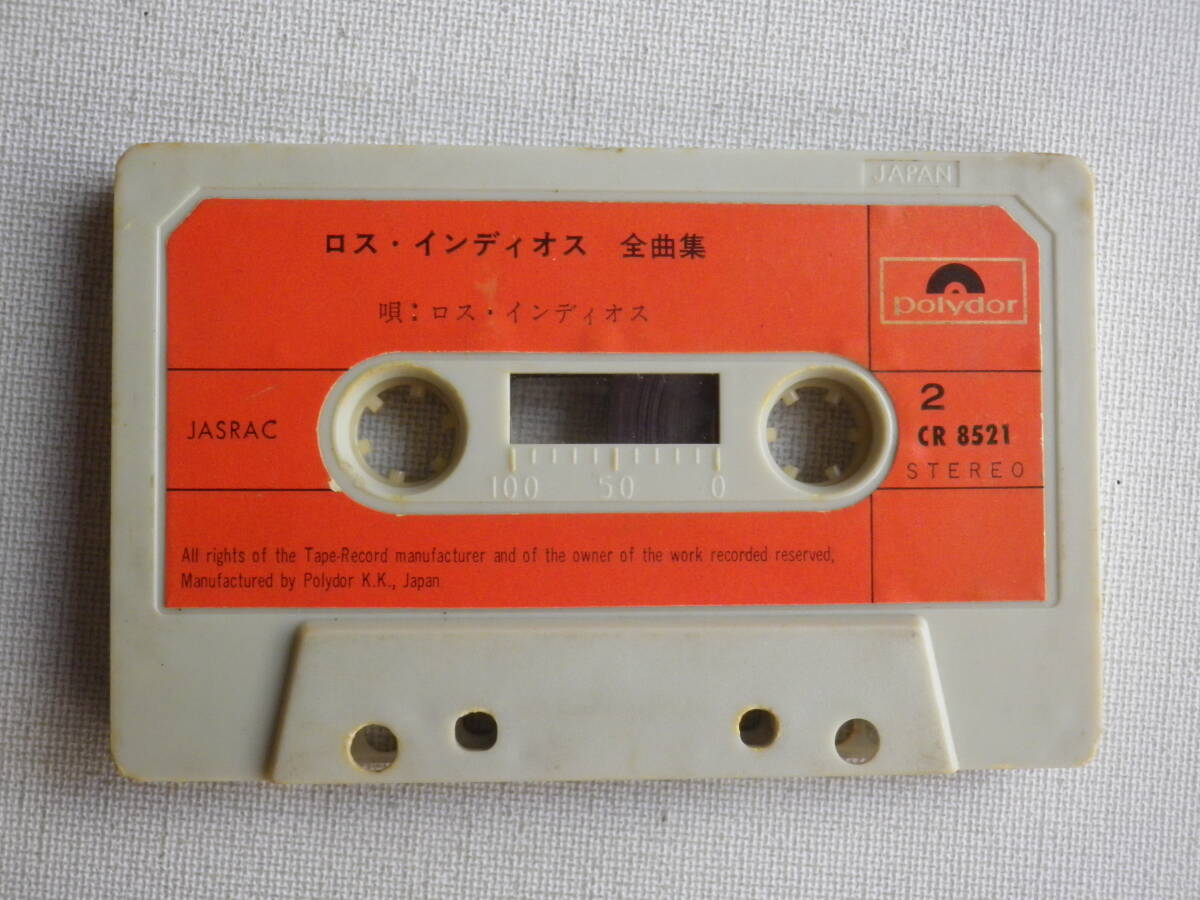 JAPAN
ロス・インディオス 全曲集
唄：ロス・インディオス
polydor
JASRAC
2
CR 8521
STEREO
100 50 0
All rights of the Tape-Record manufacturer and of the owner of the work recorded reserved,
Manufactured by Polydor K.K., Japan